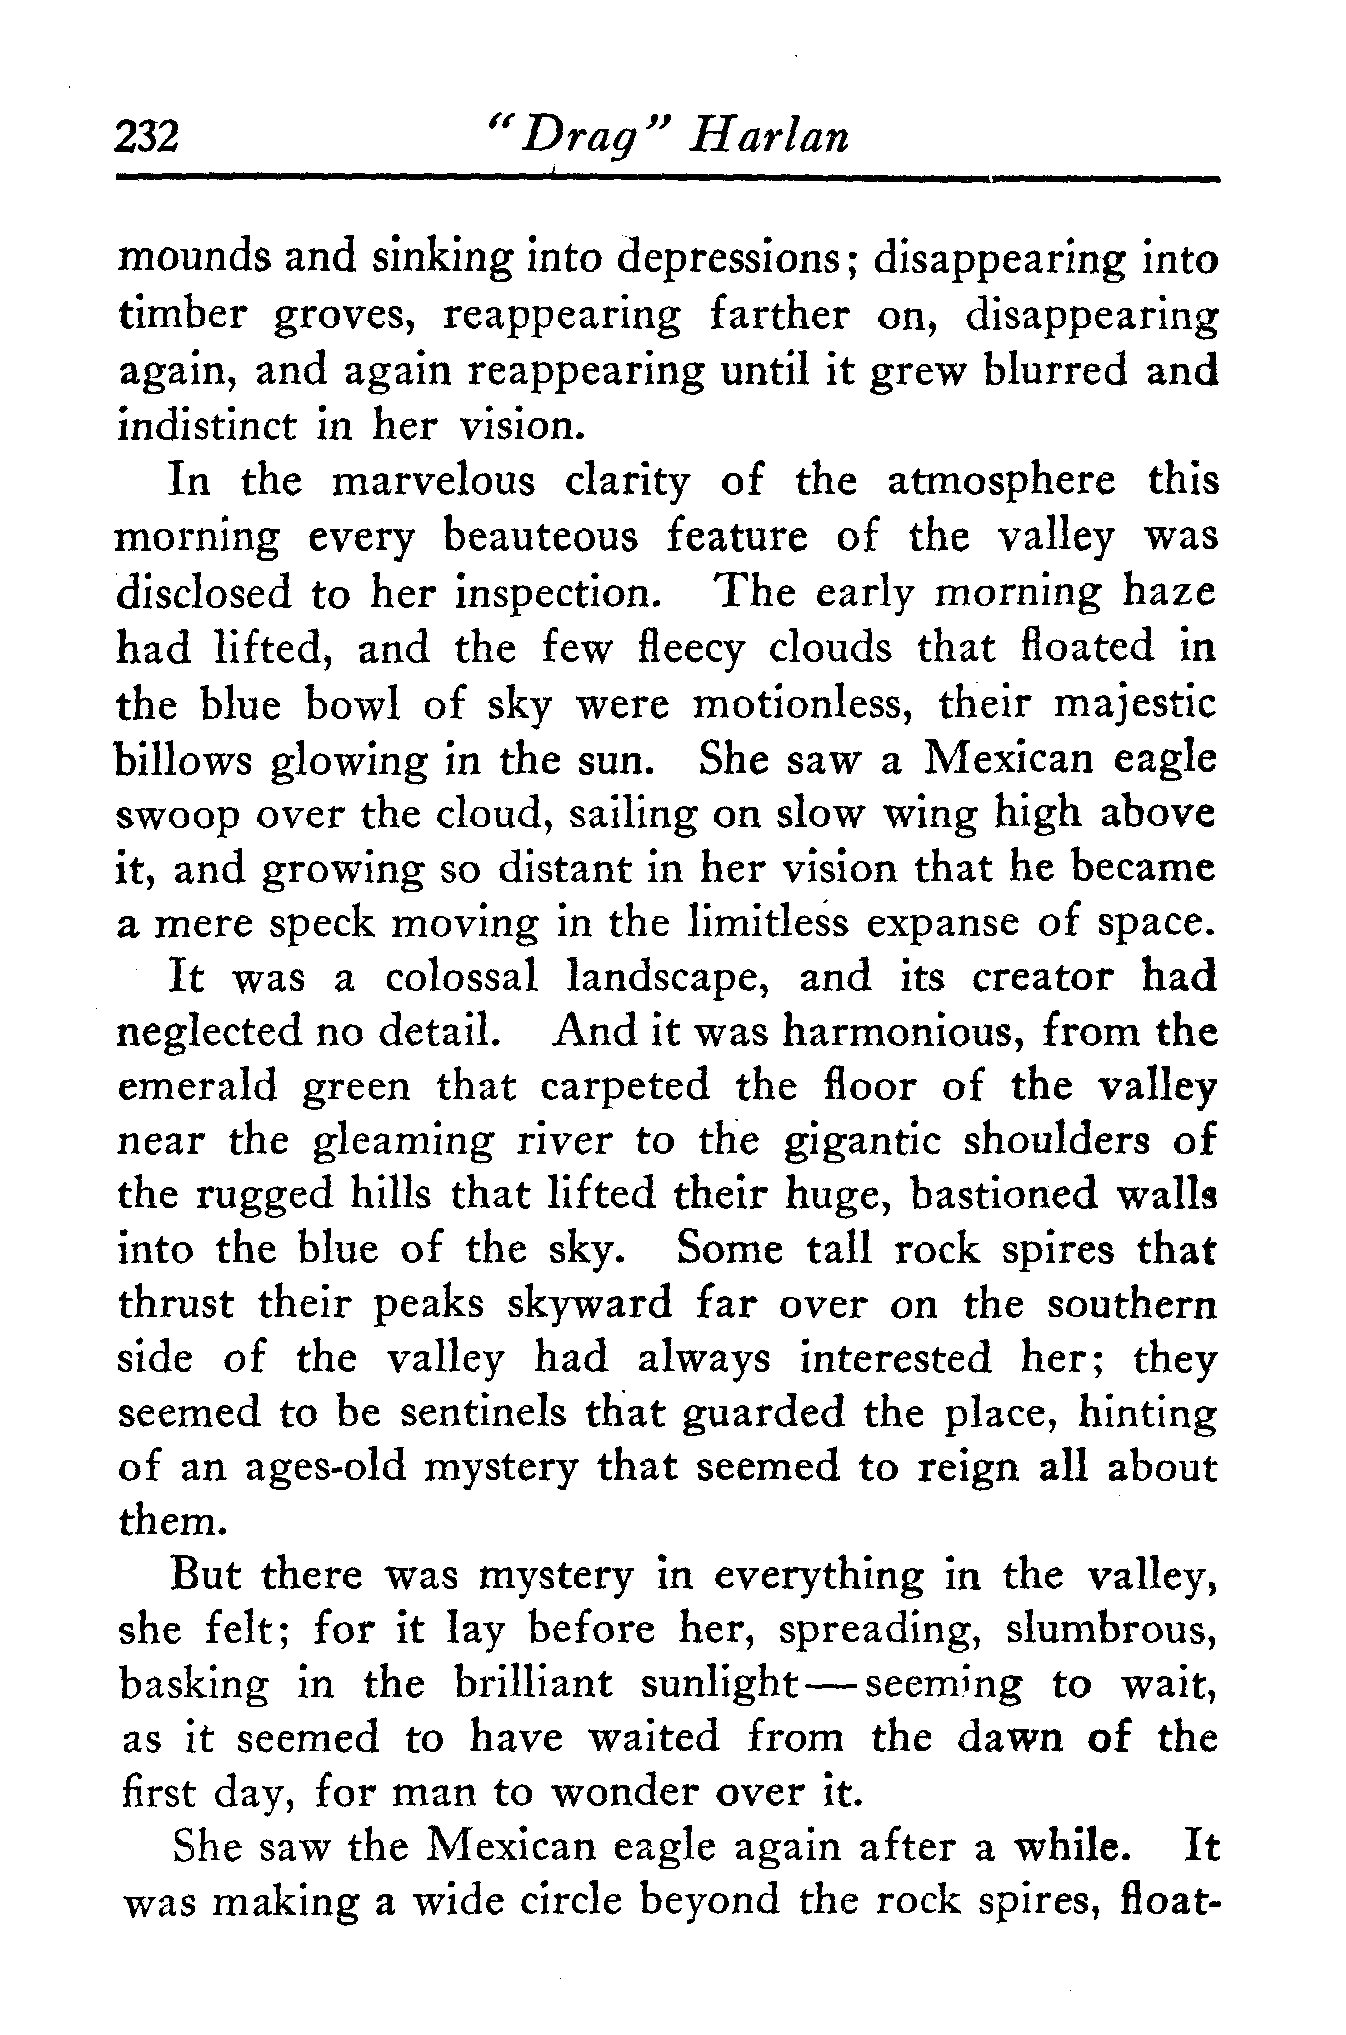 232 "Drag" Harlan
mounds and sinking into depressions; disappearing into
timber groves, reappearing farther on, disappearing
again, and again reappearing until it grew blurred and
indistinct in her vision.
In the marvelous clarity of the atmosphere this
morning every beauteous feature of the valley was
disclosed to her inspection. The early morning haze
had lifted, and the few fleecy clouds that floated in
the blue bowl of sky were motionless, their majestic
billows glowing in the sun. She saw a Mexican eagle
swoop over the cloud, sailing on slow wing high above
it, and growing so distant in her vision that he became
a mere speck moving in the limitless expanse of space.
It was a colossal landscape, and its creator had
neglected no detail. And it was harmonious, from the
emerald green that carpeted the floor of the valley
near the gleaming river to the gigantic shoulders of
the rugged hills that lifted their huge, bastioned walls
into the blue of the sky. Some tall rock spires that
thrust their peaks skyward far over on the southern
side of the valley had always interested her; they
seemed to be sentinels that guarded the place, hinting
of an ages-old mystery that seemed to reign all about
them.
But there was mystery in everything in the valley,
she felt; for it lay before her, spreading, slumbrous,
basking in the brilliant sunlight—seeming to wait,
as it seemed to have waited from the dawn of the
first day, for man to wonder over it.
She saw the Mexican eagle again after a while. It
was making a wide circle beyond the rock spires, float-